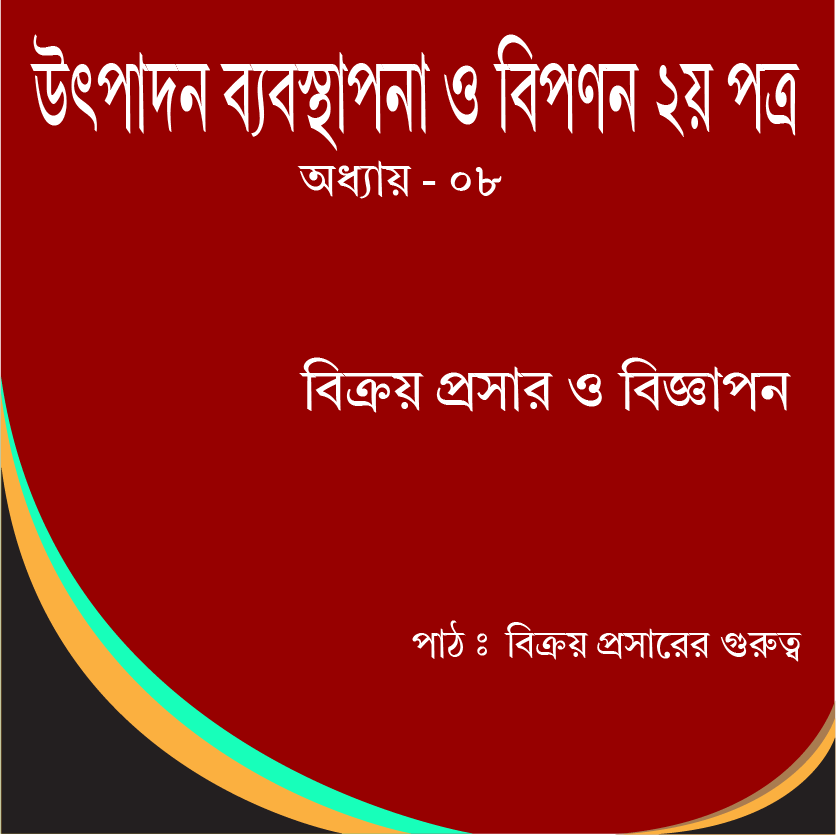 উৎপাদন ব্যবস্থাপনা ও বিপণন ২য় পত্র
অধ্যায় - ০৮
বিক্রয় প্রসার ও বিজ্ঞাপন
পাঠ ঃ বিক্রয় প্রসারের গুরুত্ব